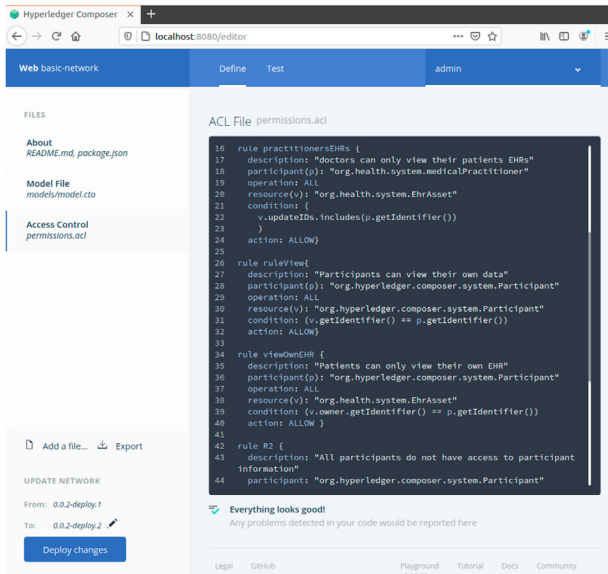 Hyperledger Composer
localhost:8080/editor
Web basic-network
Define
Test
admin
FILES
About
README.md, package.json
Model File
models/model.cto
Access Control
permissions.acl
Add a file...
Export
UPDATE NETWORK
From: 0.0.2-deploy.1
To: 0.0.2-deploy.2
Deploy changes
ACL File permissions.acl
16 rule practitionersEHRs {
17 description: "doctors can only view their patients EHRs"
18 participant(p): "org.health.system.medicalPractitioner"
19 operation: ALL
20 resource(v): "org.health.system.EhrAsset"
21 condition: (
22 v.updateIDs.includes(p.getIdentifier())
23 )
24 action: ALLOW}
25
26 rule ruleView{
27 description: "Participants can view their own data"
28 participant(p): "org.hyperledger.composer.system.Participant"
29 operation: ALL
30 resource(v): "org.hyperledger.composer.system.Participant"
31 condition: (v.getIdentifier() == p.getIdentifier())
32 action: ALLOW}
33
34 rule viewOwnEHR {
35 description: "Patients can only view their own EHR"
36 participant(p): "org.hyperledger.composer.system.Participant"
37 operation: ALL
38 resource(v): "org.health.system.EhrAsset"
39 condition: (v.owner.getIdentifier() == p.getIdentifier())
40 action: ALLOW }
41
42 rule R2 {
43 description: "All participants do not have access to participant
information"
44 participant: "org.hyperledger.composer.system.Participant"
Everything looks good!
Any problems detected in your code would be reported here
Legal
GitHub
Playground
Tutorial
Docs
Community